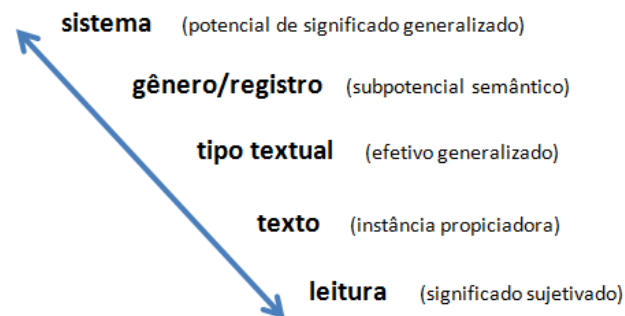 sistema (potencial de significado generalizado)
gênero/registro (subpotencial semântico)
tipo textual (efetivo generalizado)
texto (instância propiciadora)
leitura (significado sujetivado)